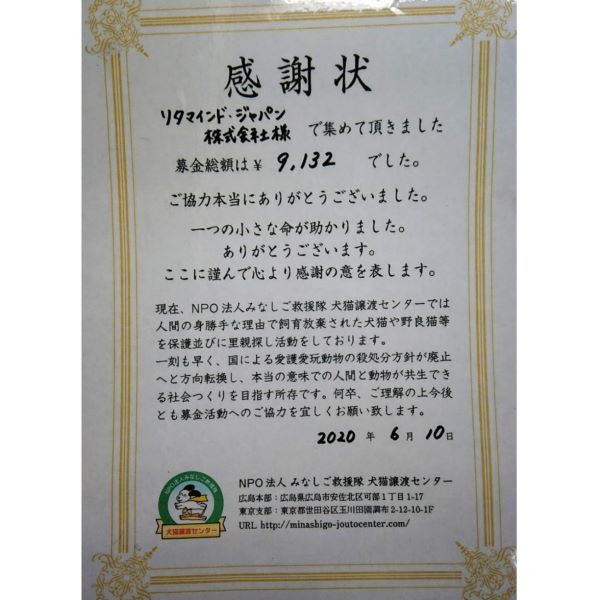 感謝状
リタマインド・ジャパン
株式会社様 で集めて頂きました
募金総額は¥ 9,132 でした。
ご協力本当にありがとうございました。
一つの小さな命が助かりました。
ありがとうございます。
ここに謹んで心より感謝の意を表します。
現在、NPO法人みなしご救援隊 犬猫譲渡センターでは
人間の身勝手な理由で飼育放棄された犬猫や野良猫等
を保護並びに里親探し活動をしております。
一刻も早く、国による愛護愛玩動物の殺処分方針が廃止
へと方向転換し、本当の意味での人間と動物が共生でき
る社会つくりを目指す所存です。何卒、ご理解の上今後
とも募金活動へのご協力を宜しくお願い致します。
2020 年 6 月 10 日
NPO法人みなしご救援隊
犬猫譲渡センター
NPO法人 みなしご救援隊 犬猫譲渡センター
広島本部：広島県広島市安佐北区可部1丁目1-17
東京支部：東京都世田谷区玉川田園調布2-12-10-1F
URL http://minashigo-joutocenter.com/